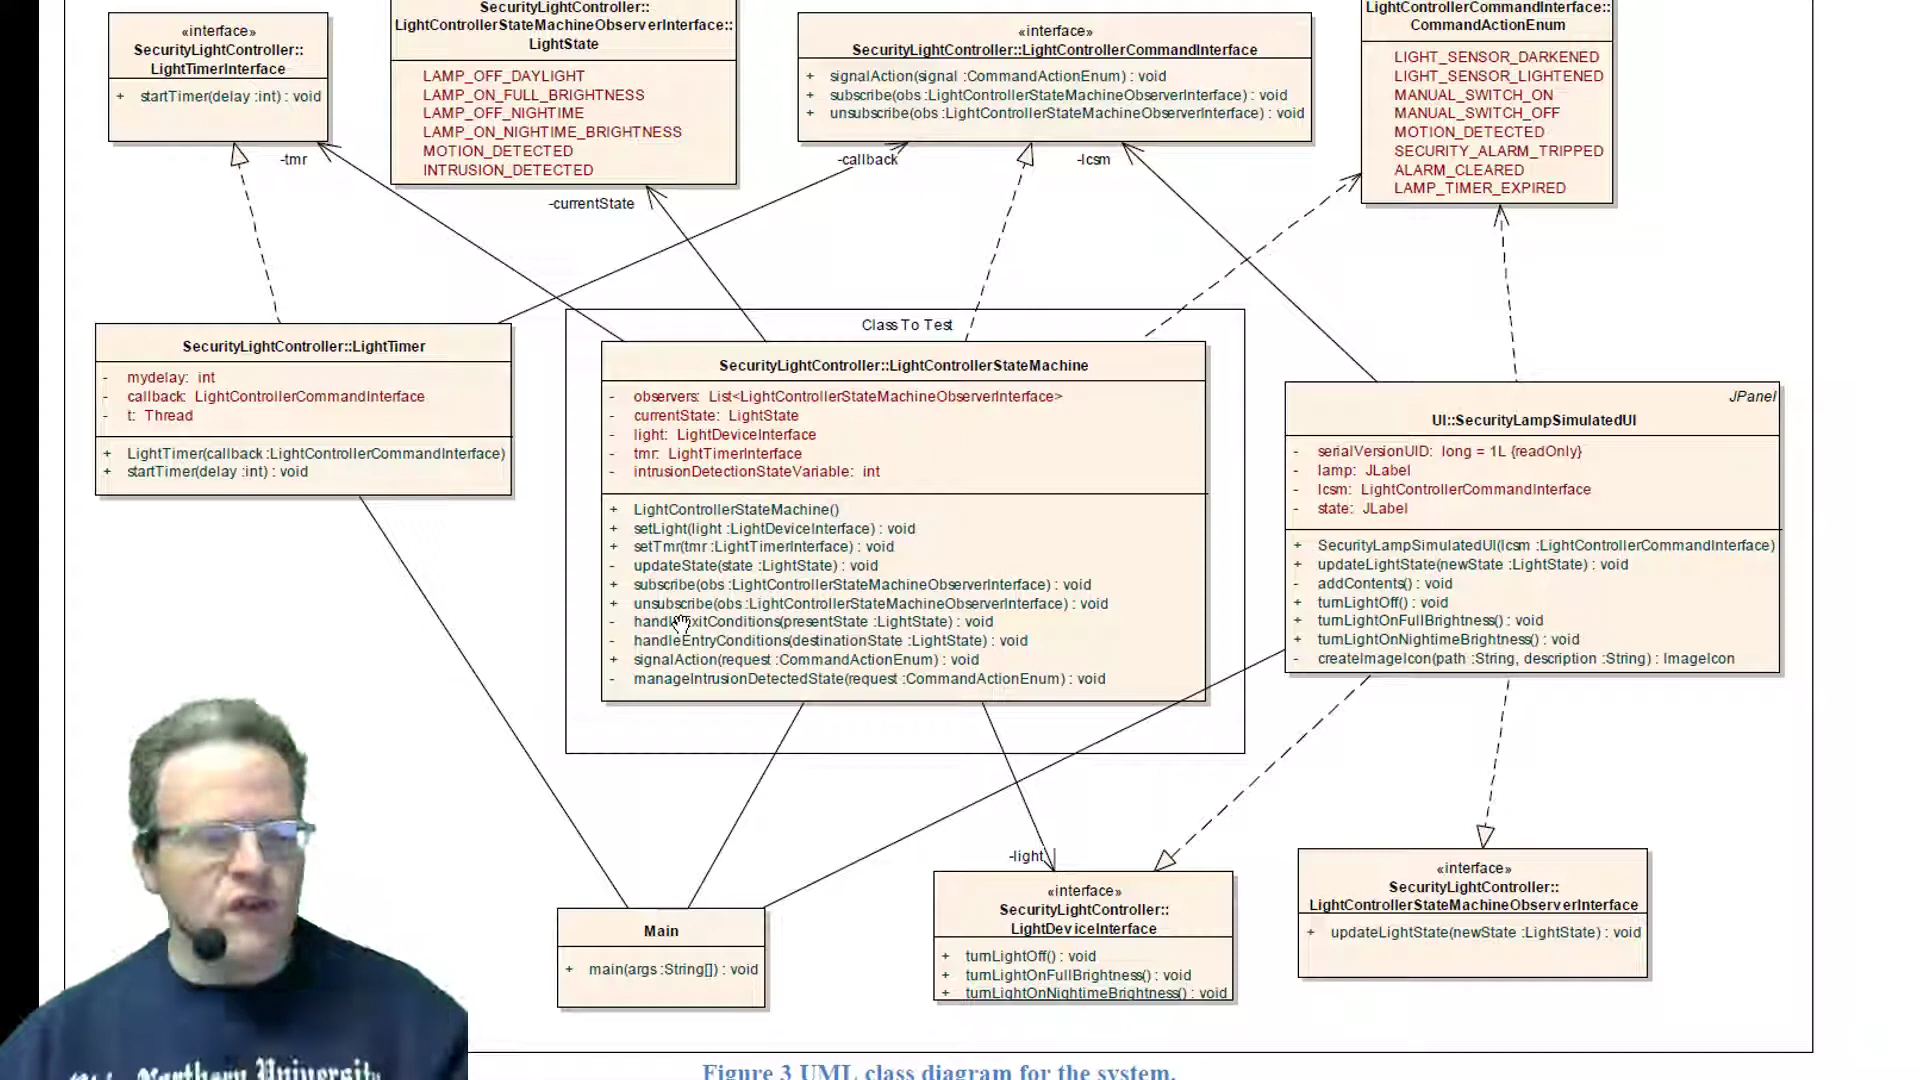 «interface»
SecurityLightController::
LightTimerInterface
+ startTimer(delay :int) : void
SecurityLightController::
LightControllerStateMachineObserverInterface::
LightState
LAMP_OFF_DAYLIGHT
LAMP_ON_FULL_BRIGHTNESS
LAMP_OFF_NIGHTIME
LAMP_ON_NIGHTIME_BRIGHTNESS
MOTION_DETECTED
INTRUSION_DETECTED
«interface»
SecurityLightController::LightControllerCommandInterface
+ signalAction(signal :CommandActionEnum) : void
+ subscribe(obs :LightControllerStateMachineObserverInterface) : void
+ unsubscribe(obs :LightControllerStateMachineObserverInterface) : void
LightControllerCommandInterface::
CommandActionEnum
LIGHT_SENSOR_DARKENED
LIGHT_SENSOR_LIGHTENED
MANUAL_SWITCH_ON
MANUAL_SWITCH_OFF
MOTION_DETECTED
SECURITY_ALARM_TRIPPED
ALARM_CLEARED
LAMP_TIMER_EXPIRED
-tmr
-callback
-lcsm
-currentState
SecurityLightController::LightTimer
- mydelay: int
- callback: LightControllerCommandInterface
- t: Thread
+ LightTimer(callback :LightControllerCommandInterface)
+ startTimer(delay :int) : void
Class To Test
SecurityLightController::LightControllerStateMachine
- observers: List<LightControllerStateMachineObserverInterface>
- currentState: LightState
- light: LightDeviceInterface
- tmr: LightTimerInterface
- intrusionDetectionStateVariable: int
+ LightControllerStateMachine()
+ setLight(light :LightDeviceInterface) : void
+ setTmr(tmr :LightTimerInterface) : void
- updateState(state :LightState) : void
+ subscribe(obs :LightControllerStateMachineObserverInterface) : void
+ unsubscribe(obs :LightControllerStateMachineObserverInterface) : void
- handleExitConditions(presentState :LightState) : void
- handleEntryConditions(destinationState :LightState) : void
+ signalAction(request :CommandActionEnum) : void
- manageIntrusionDetectedState(request :CommandActionEnum) : void
JPanel
UI::SecurityLampSimulatedUI
- serialVersionUID: long = 1L {readOnly}
- lamp: JLabel
- lcsm: LightControllerCommandInterface
- state: JLabel
+ SecurityLampSimulatedUI(lcsm :LightControllerCommandInterface)
+ updateLightState(newState :LightState) : void
- addContents() : void
+ turnLightOff() : void
+ turnLightOnFullBrightness() : void
+ turnLightOnNightimeBrightness() : void
- createImageIcon(path :String, description :String) : ImageIcon
Main
+ main(args :String[]) : void
-light
«interface»
SecurityLightController::
LightDeviceInterface
+ turnLightOff() : void
+ turnLightOnFullBrightness() : void
+ turnLightOnNightimeBrightness() : void
«interface»
SecurityLightController::
LightControllerStateMachineObserverInterface
+ updateLightState(newState :LightState) : void
Figure 3 UML class diagram for the system.
Northern University